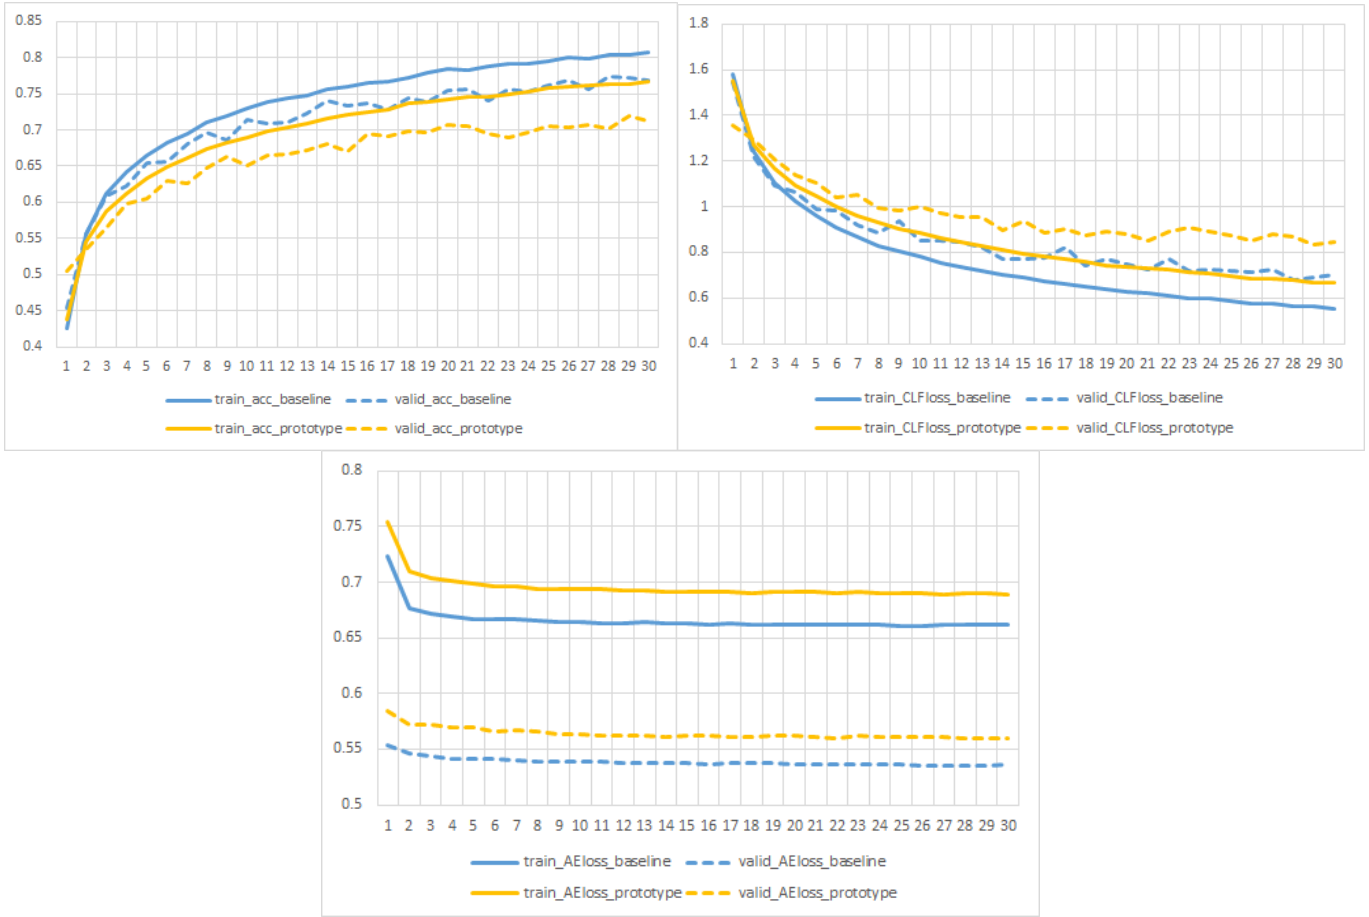 0.85
0.8
0.75
0.7
0.65
0.6
0.55
0.5
0.45
0.4
1 2 3 4 5 6 7 8 9 10 11 12 13 14 15 16 17 18 19 20 21 22 23 24 25 26 27 28 29 30
train_acc_baseline valid_acc_baseline
train_acc_prototype valid_acc_prototype
1.8
1.6
1.4
1.2
1
0.8
0.6
0.4
1 2 3 4 5 6 7 8 9 10 11 12 13 14 15 16 17 18 19 20 21 22 23 24 25 26 27 28 29 30
train_CLFloss_baseline valid_CLFloss_baseline
train_CLFloss_prototype valid_CLFloss_prototype
0.8
0.75
0.7
0.65
0.6
0.55
0.5
1 2 3 4 5 6 7 8 9 10 11 12 13 14 15 16 17 18 19 20 21 22 23 24 25 26 27 28 29 30
train_AEloss_baseline valid_AEloss_baseline
train_AEloss_prototype valid_AEloss_prototype